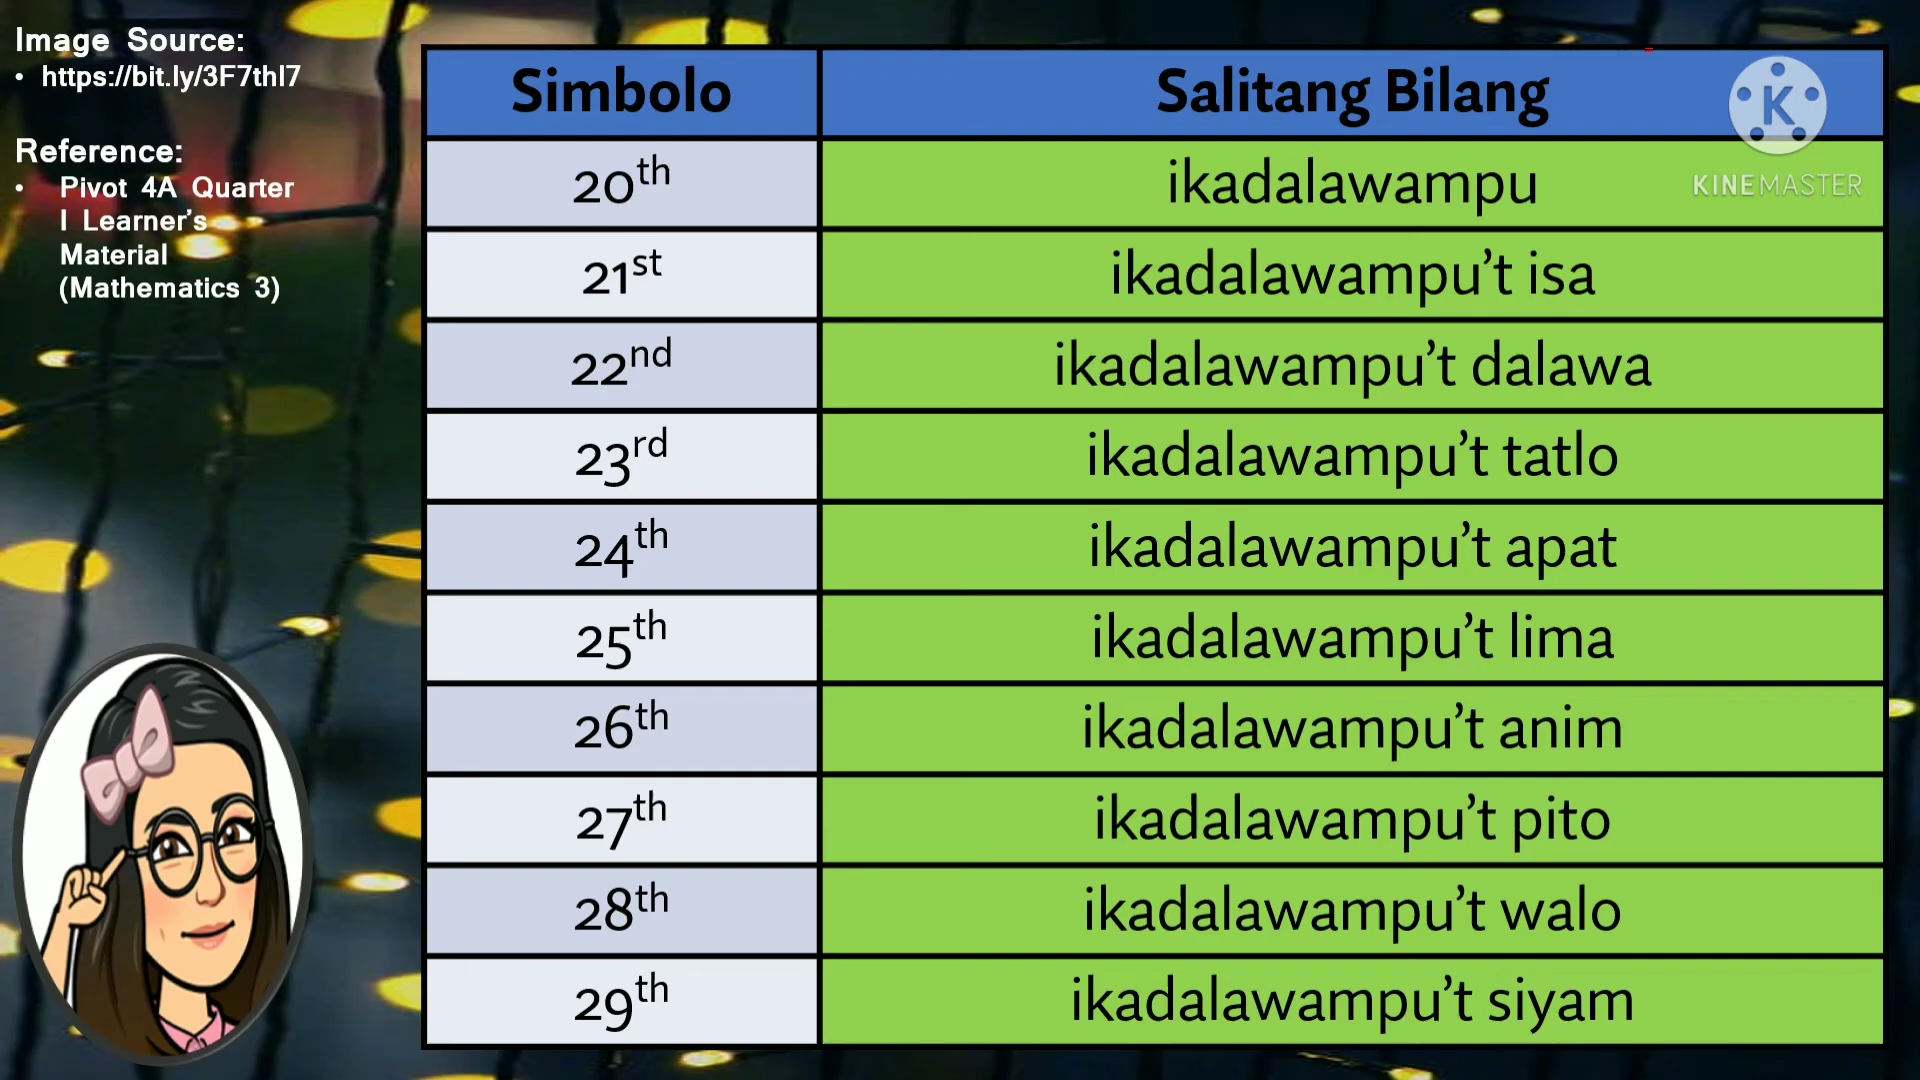 Image Source:
• https://bit.ly/3F7thI7
Reference:
• Pivot 4A Quarter
I Learner's
Material
(Mathematics 3)
Simbolo Salitang Bilang
20th ikadalawampu
21st ikadalawampu't isa
22nd ikadalawampu't dalawa
23rd ikadalawampu't tatlo
24th ikadalawampu't apat
25th ikadalawampu't lima
26th ikadalawampu't anim
27th ikadalawampu't pito
28th ikadalawampu't walo
29th ikadalawampu't siyam
K
KINEMASTER